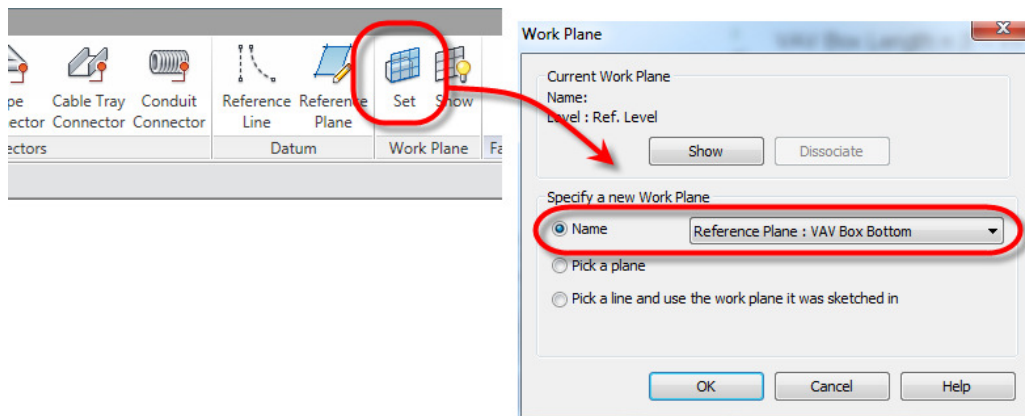 pe Cable Tray Conduit Reference Reference Set Show
ector Connector Connector Line Plane
ectors Datum Work Plane Fa
Work Plane
Current Work Plane
Name:
Level : Ref. Level
Show Dissociate
Specify a new Work Plane
Name Reference Plane : VAV Box Bottom
Pick a plane
Pick a line and use the work plane it was sketched in
OK Cancel Help